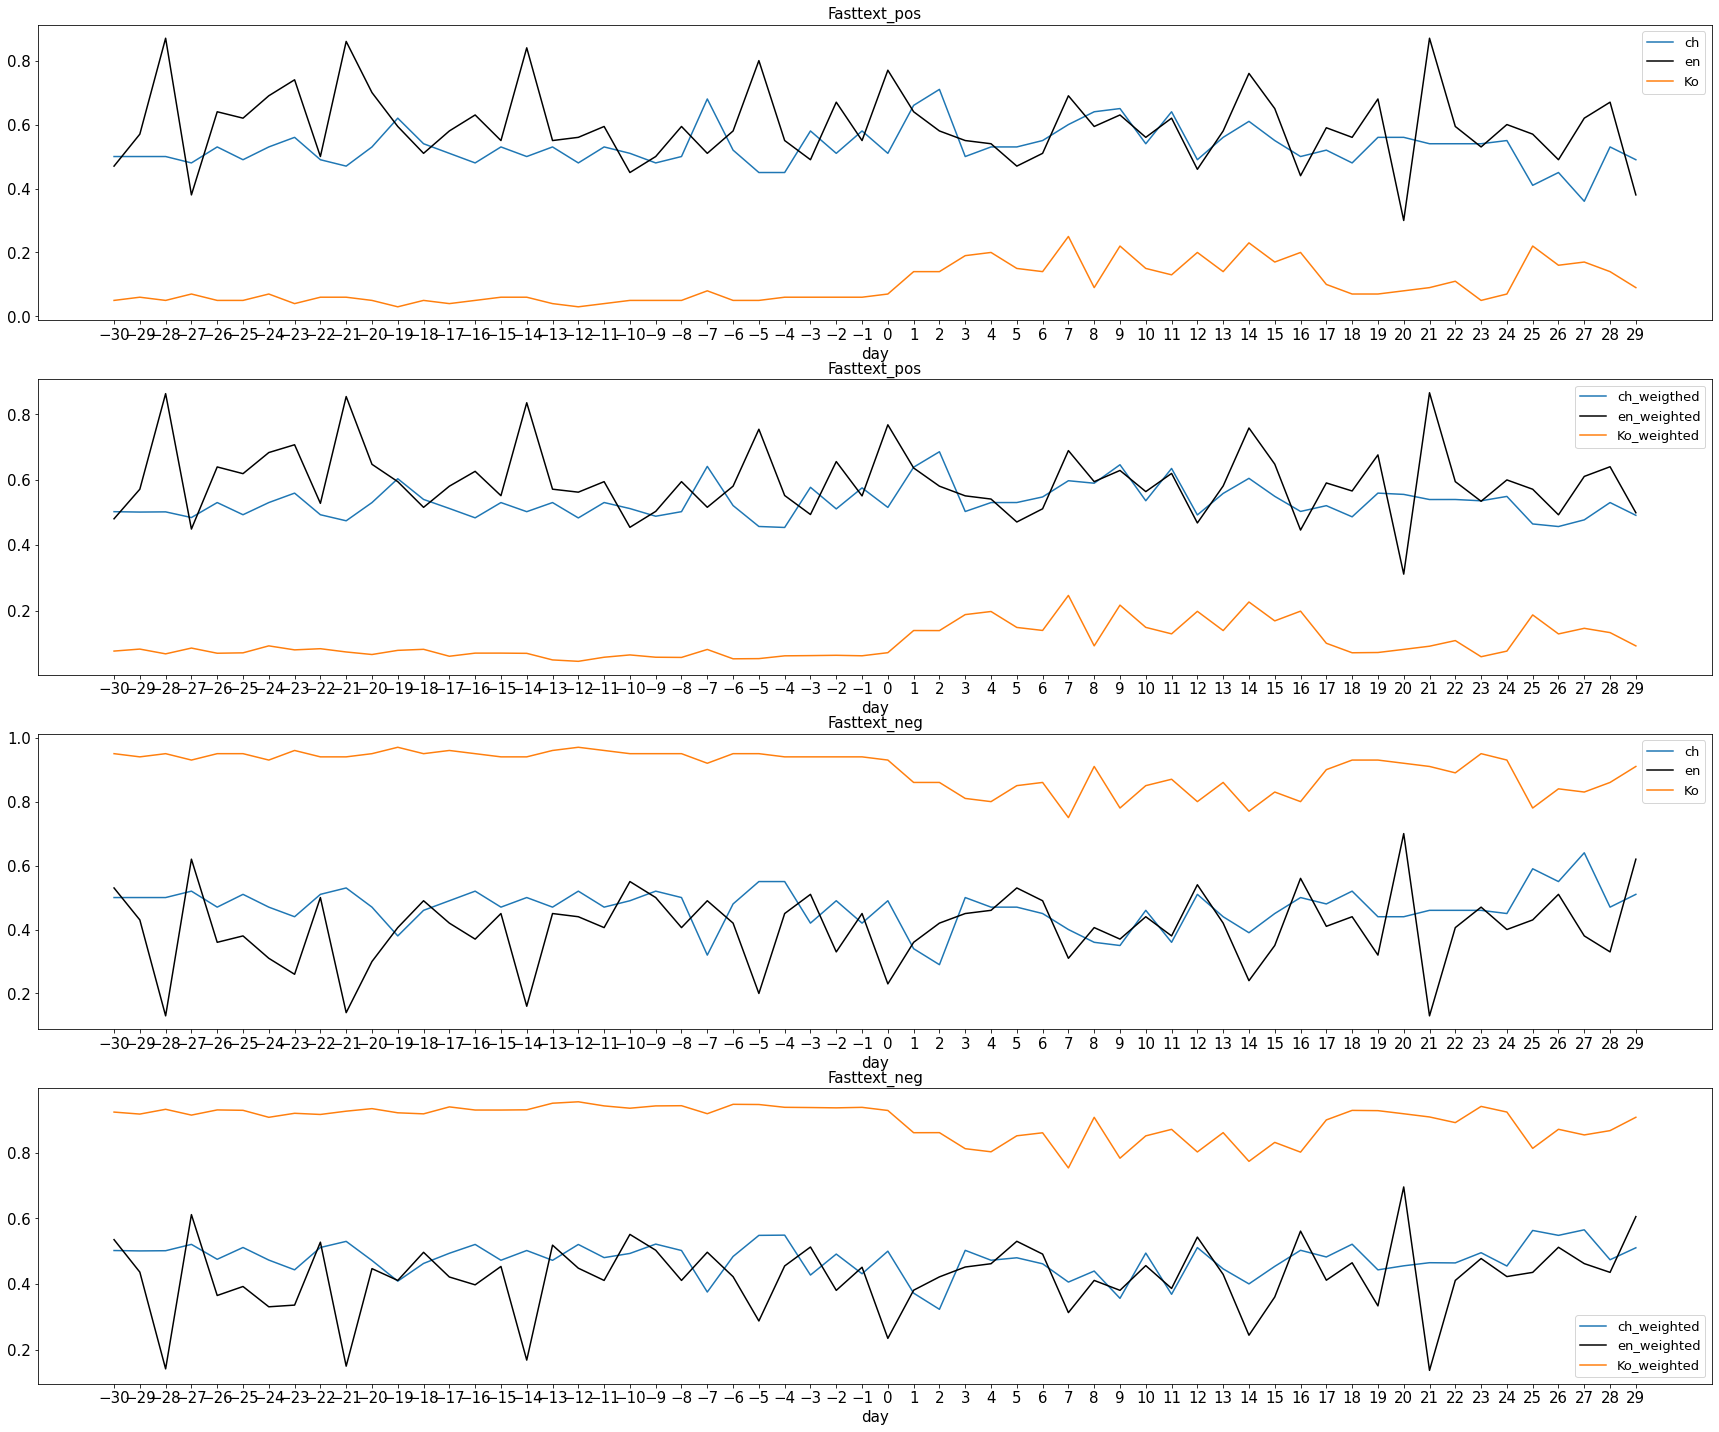 Fasttext_pos
0.8
0.6
0.4
0.2
0.0
ch
en
Ko
−30 −29 −28 −27 −26 −25 −24 −23 −22 −21 −20 −19 −18 −17 −16 −15 −14 −13 −12 −11 −10 −9 −8 −7 −6 −5 −4 −3 −2 −1 0 1 2 3 4 5 6 7 8 9 10 11 12 13 14 15 16 17 18 19 20 21 22 23 24 25 26 27 28 29
day
Fasttext_pos
0.8
0.6
0.4
0.2
ch_weigthed
en_weighted
Ko_weighted
−30 −29 −28 −27 −26 −25 −24 −23 −22 −21 −20 −19 −18 −17 −16 −15 −14 −13 −12 −11 −10 −9 −8 −7 −6 −5 −4 −3 −2 −1 0 1 2 3 4 5 6 7 8 9 10 11 12 13 14 15 16 17 18 19 20 21 22 23 24 25 26 27 28 29
day
Fasttext_neg
1.0
0.8
0.6
0.4
0.2
ch
en
Ko
−30 −29 −28 −27 −26 −25 −24 −23 −22 −21 −20 −19 −18 −17 −16 −15 −14 −13 −12 −11 −10 −9 −8 −7 −6 −5 −4 −3 −2 −1 0 1 2 3 4 5 6 7 8 9 10 11 12 13 14 15 16 17 18 19 20 21 22 23 24 25 26 27 28 29
day
Fasttext_neg
0.8
0.6
0.4
0.2
ch_weighted
en_weighted
Ko_weighted
−30 −29 −28 −27 −26 −25 −24 −23 −22 −21 −20 −19 −18 −17 −16 −15 −14 −13 −12 −11 −10 −9 −8 −7 −6 −5 −4 −3 −2 −1 0 1 2 3 4 5 6 7 8 9 10 11 12 13 14 15 16 17 18 19 20 21 22 23 24 25 26 27 28 29
day